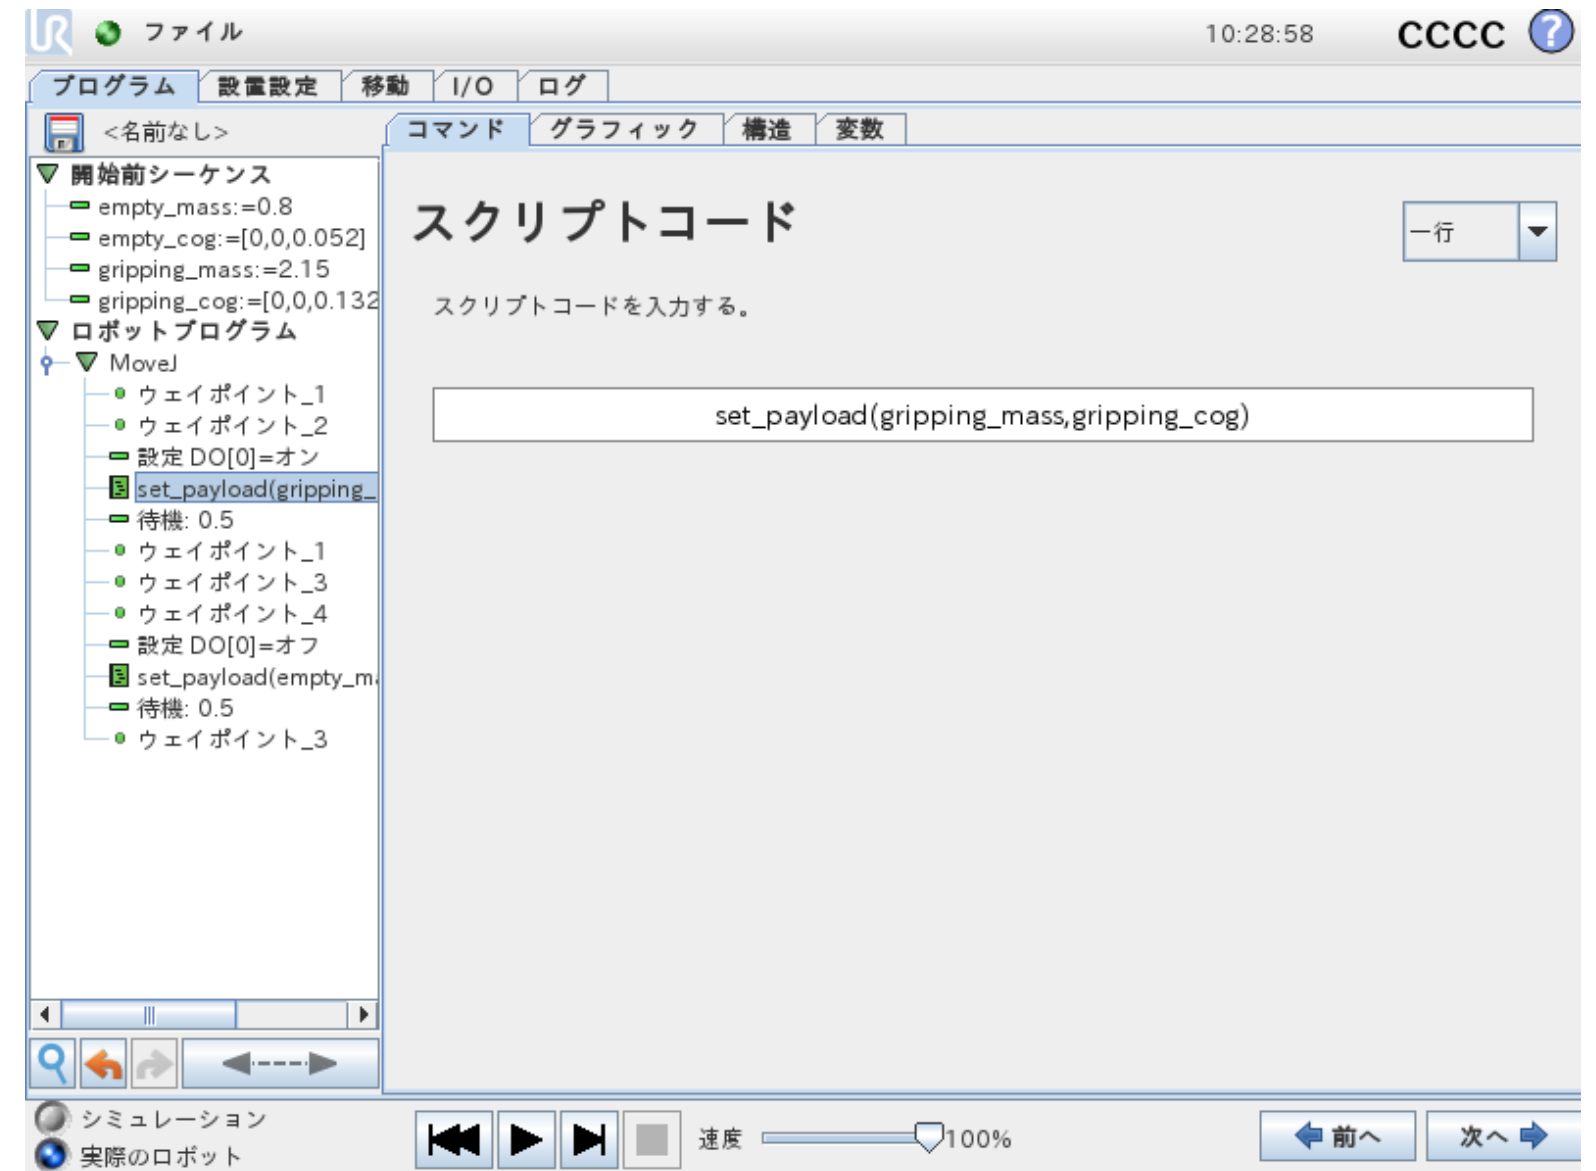 UR ファイル 10:28:58 CCCC ?
プログラム 設置設定 移動 I/O ログ
<名前なし>
コマンド グラフィック 構造 変数
開始前シーケンス
empty_mass:=0.8
empty_cog:=[0,0,0.052]
gripping_mass:=2.15
gripping_cog:=[0,0,0.132
ロボットプログラム
MoveJ
ウェイポイント_1
ウェイポイント_2
設定 DO[0]=オン
set_payload(gripping_
待機: 0.5
ウェイポイント_1
ウェイポイント_3
ウェイポイント_4
設定 DO[0]=オフ
set_payload(empty_m
待機: 0.5
ウェイポイント_3
スクリプトコード
一行
スクリプトコードを入力する。
set_payload(gripping_mass,gripping_cog)
シミュレーション
実際のロボット
速度 100%
前へ 次へ